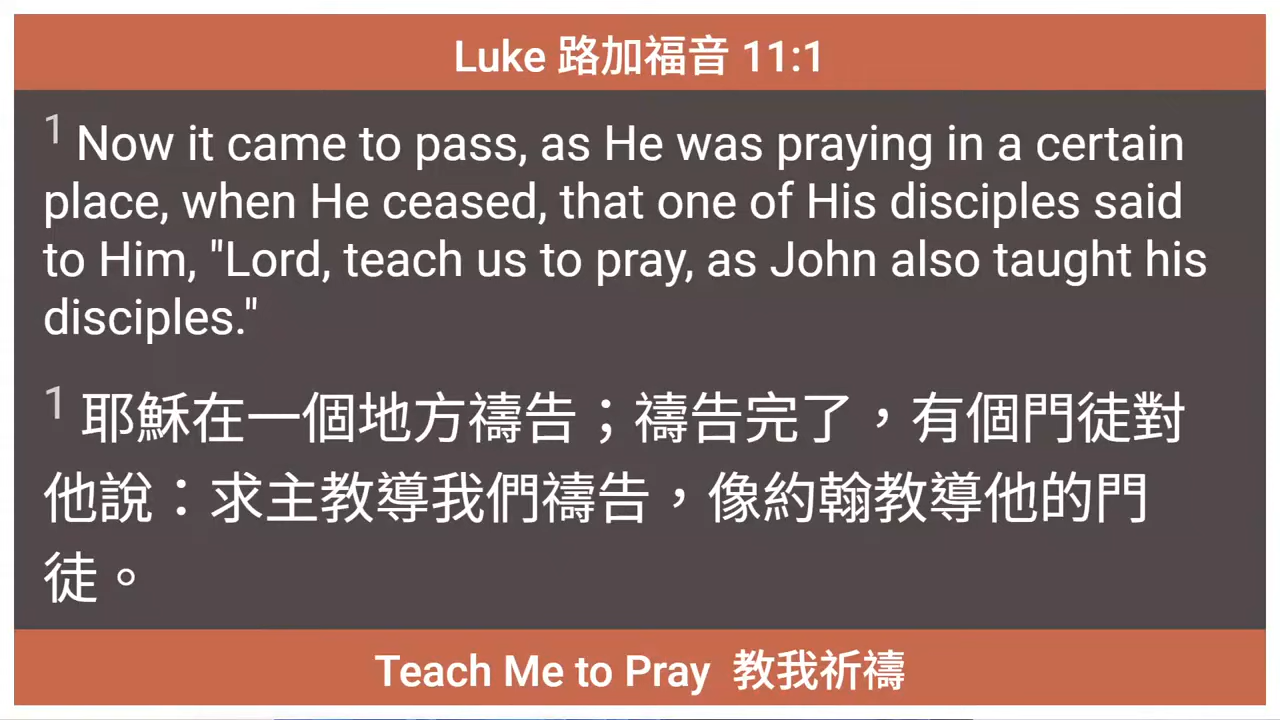 Luke 路加福音 11:1
1 Now it came to pass, as He was praying in a certain
place, when He ceased, that one of His disciples said
to Him, "Lord, teach us to pray, as John also taught his
disciples."
1 耶穌在一個地方禱告；禱告完了，有個門徒對
他說：求主教導我們禱告，像約翰教導他的門
徒。
Teach Me to Pray 教我祈禱